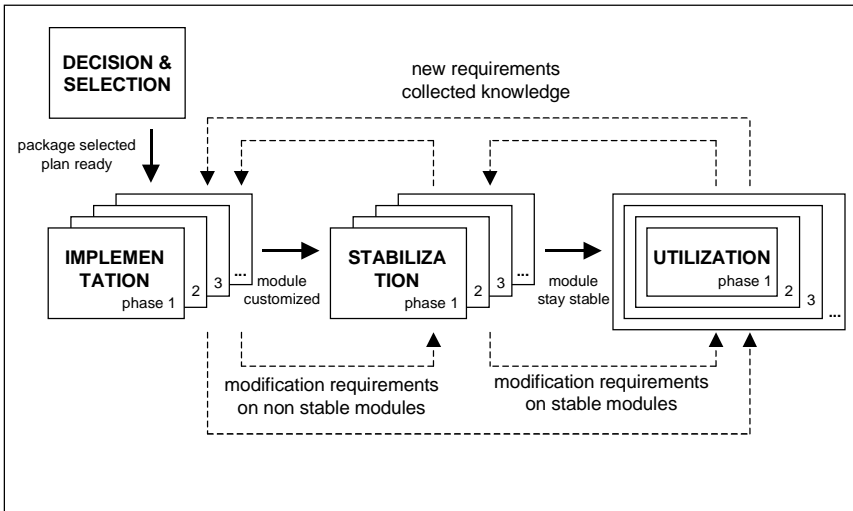 DECISION &
SELECTION
new requirements
collected knowledge
package selected
plan ready
IMPLEMEN
TATION
phase 1
2
3
...
module
customized
STABILIZA
TION
phase 1
2
3
...
module
stay stable
UTILIZATION
phase 1
2
3
...
modification requirements
on non stable modules
modification requirements
on stable modules